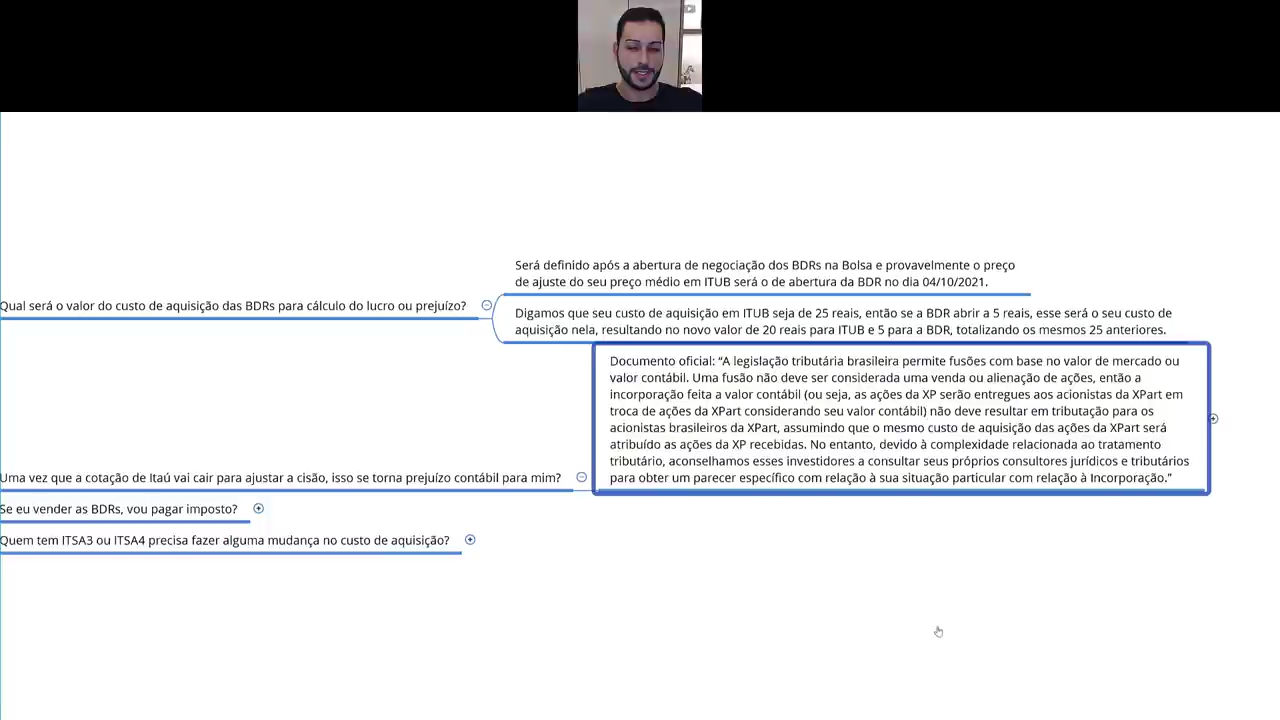 Será definido após a abertura de negociação dos BDRs na Bolsa e provavelmente o preço
de ajuste do seu preço médio em ITUB será o de abertura da BDR no dia 04/10/2021.
Qual será o valor do custo de aquisição das BDRs para cálculo do lucro ou prejuízo?
Digamos que seu custo de aquisição em ITUB seja de 25 reais, então se a BDR abrir a 5 reais, esse será o seu custo de
aquisição nela, resultando no novo valor de 20 reais para ITUB e 5 para a BDR, totalizando os mesmos 25 anteriores.
Documento oficial: “A legislação tributária brasileira permite fusões com base no valor de mercado ou
valor contábil. Uma fusão não deve ser considerada uma venda ou alienação de ações, então a
incorporação feita a valor contábil (ou seja, as ações da XP serão entregues aos acionistas da XPart em
troca de ações da XPart considerando seu valor contábil) não deve resultar em tributação para os
acionistas brasileiros da XPart, assumindo que o mesmo custo de aquisição das ações da XPart será
atribuído as ações da XP recebidas. No entanto, devido à complexidade relacionada ao tratamento
tributário, aconselhamos esses investidores a consultar seus próprios consultores jurídicos e tributários
para obter um parecer específico com relação à sua situação particular com relação à Incorporação.”
Uma vez que a cotação de Itaú vai cair para ajustar a cisão, isso se torna prejuízo contábil para mim?
Se eu vender as BDRs, vou pagar imposto?
Quem tem ITSA3 ou ITSA4 precisa fazer alguma mudança no custo de aquisição?